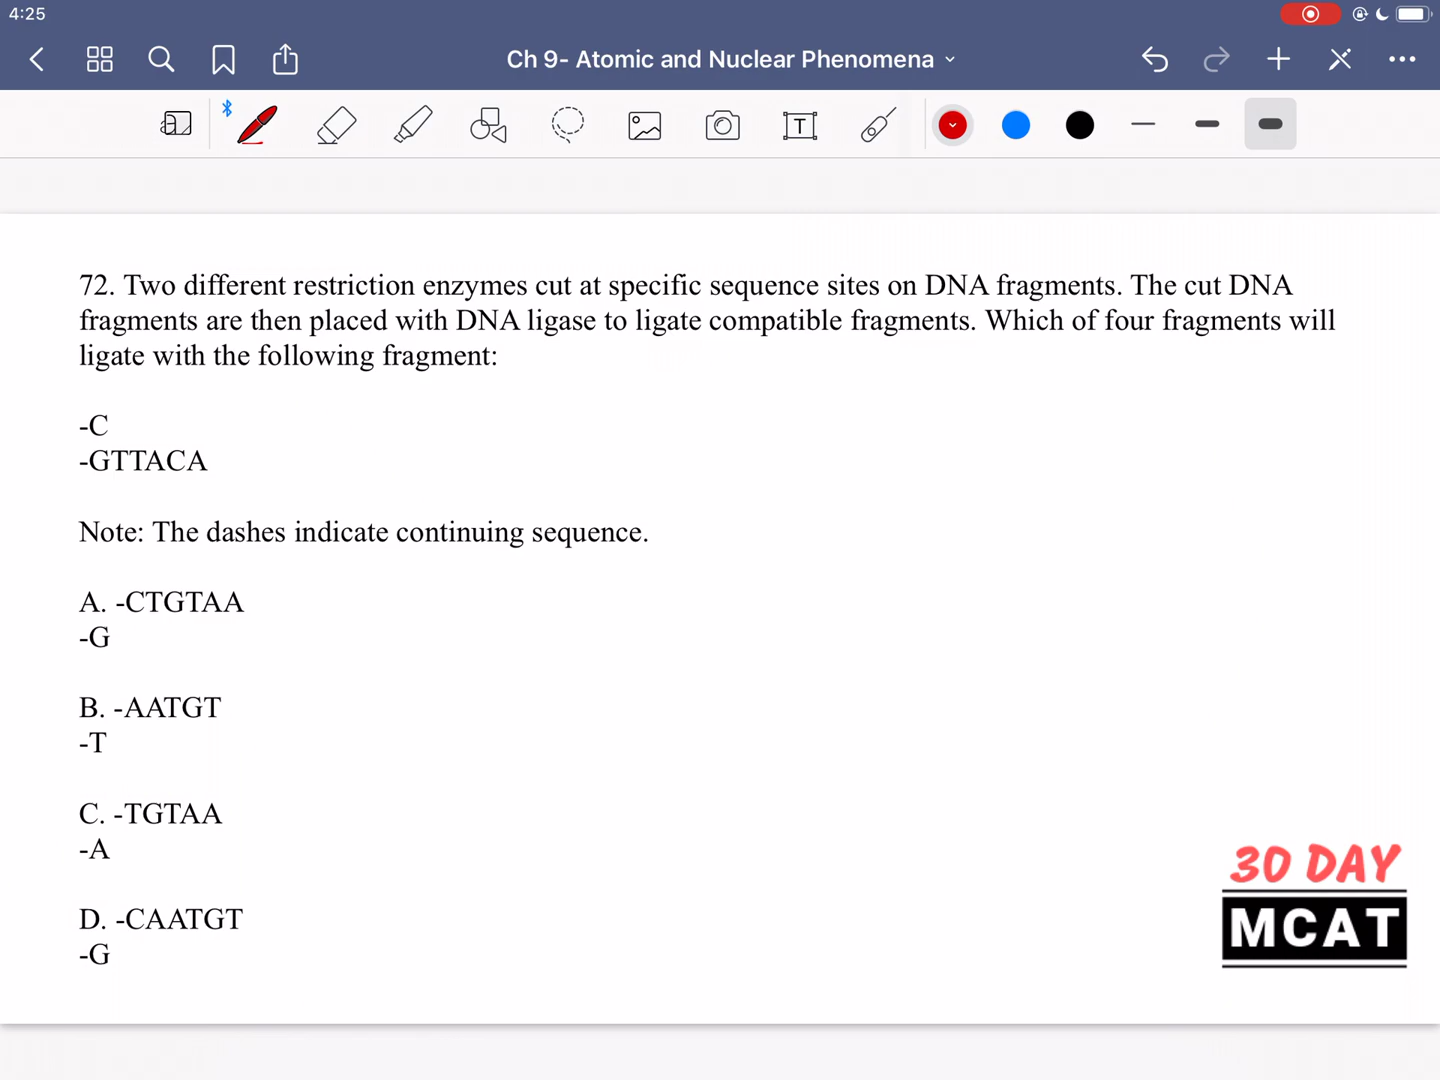 4:25
Ch 9- Atomic and Nuclear Phenomena
a
T
72. Two different restriction enzymes cut at specific sequence sites on DNA fragments. The cut DNA
fragments are then placed with DNA ligase to ligate compatible fragments. Which of four fragments will
ligate with the following fragment:
-C
-GTTACA
Note: The dashes indicate continuing sequence.
A. -CTGTAA
-G
B. -AATGT
-T
C. -TGTAA
-A
D. -CAATGT
-G
30 DAY
MCAT